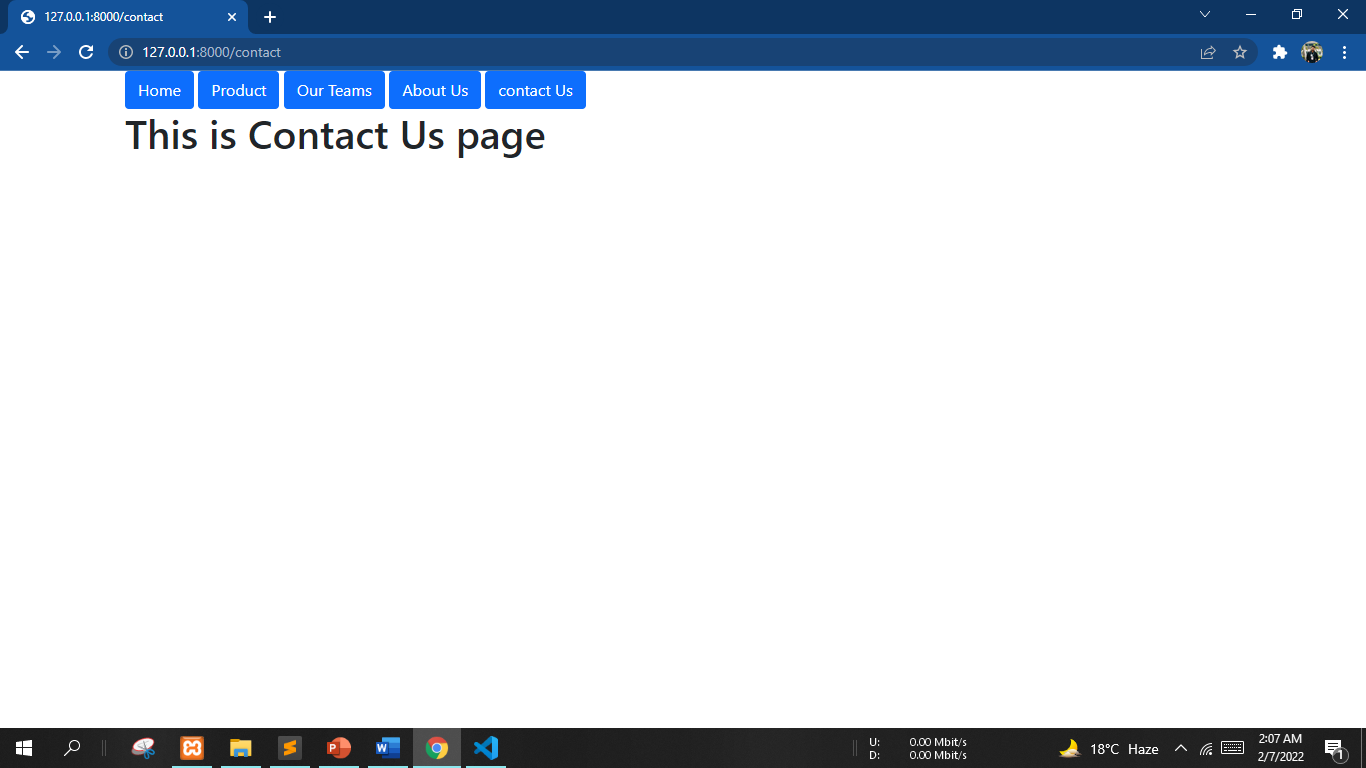 127.0.0.1:8000/contact
127.0.0.1:8000/contact
Home Product Our Teams About Us contact Us
This is Contact Us page
U: 0.00 Mbit/s
D: 0.00 Mbit/s
18°C Haze
2:07 AM
2/7/2022
1